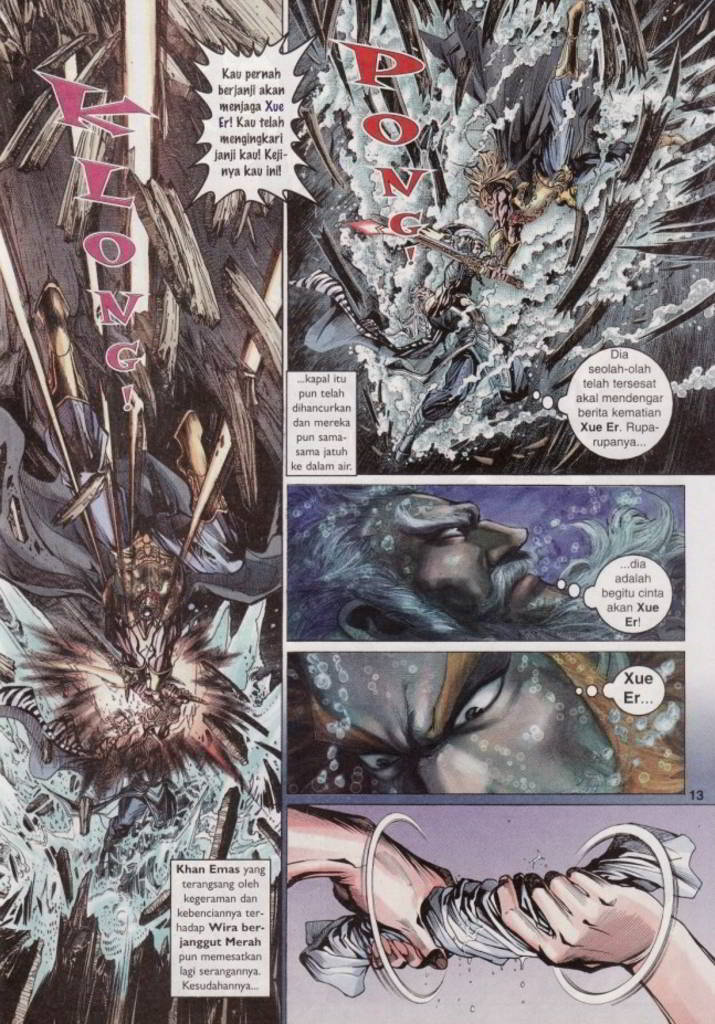 KLONG!
Kau pernah
berjanji akan
menjaga Xue
Er! Kau telah
mengingkari
janji kau! Keji-
nya kau ini!
PONG!
...kapal itu
pun telah
dihancurkan
dan mereka
pun sama-
sama jatuh
ke dalam air.
Dia
seolah-olah
telah tersesat
akal mendengar
berita kematian
Xue Er. Rupa-
rupanya...
...dia
adalah
begitu cinta
akan Xue
Er!
Xue
Er...
13
Khan Emas yang
terangsang oleh
kegeraman dan
kebenciannya ter-
hadap Wira ber-
janggut Merah
pun memesatkan
lagi serangannya.
Kesudahannya...